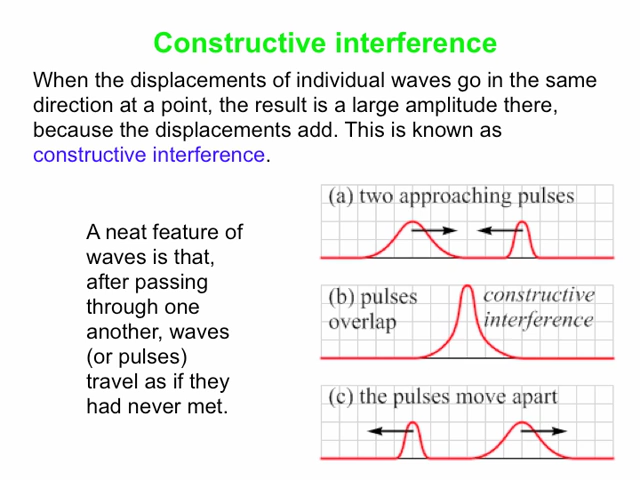 Constructive interference
When the displacements of individual waves go in the same
direction at a point, the result is a large amplitude there,
because the displacements add. This is known as
constructive interference.
A neat feature of
waves is that,
after passing
through one
another, waves
(or pulses)
travel as if they
had never met.
(a) two approaching pulses
(b) pulses
overlap
constructive
interference
(c) the pulses move apart